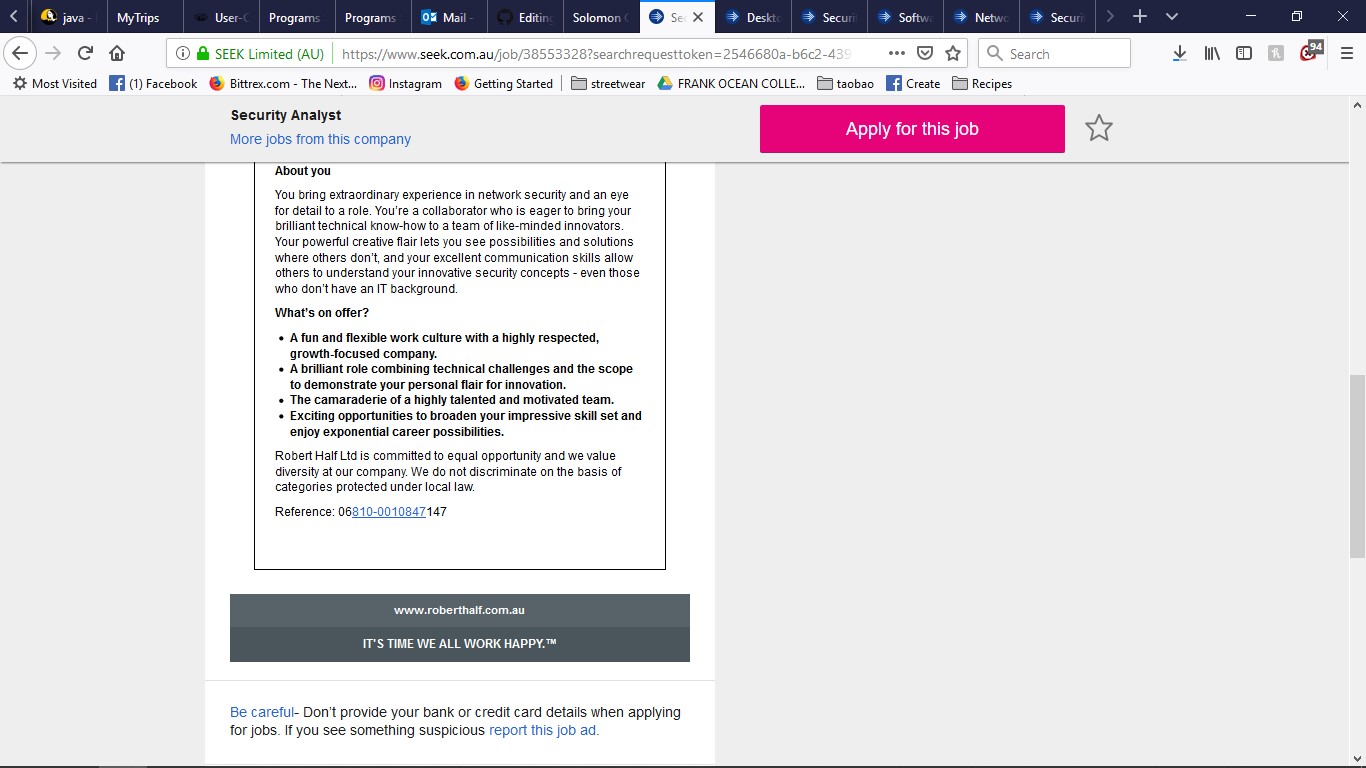 java -
MyTrips
User-C
Programs
Programs
Mail -
Editing
Solomon
Se
Deskto
Securi
Softwa
Netwo
Securi
SEEK Limited (AU)
https://www.seek.com.au/job/38553328?searchrequesttoken=2546680a-b6c2-439
Search
94
Most Visited
(1) Facebook
Bittrex.com - The Next...
Instagram
Getting Started
streetwear
FRANK OCEAN COLLE...
taobao
Create
Recipes
Security Analyst
More jobs from this company
Apply for this job
About you
You bring extraordinary experience in network security and an eye
for detail to a role. You're a collaborator who is eager to bring your
brilliant technical know-how to a team of like-minded innovators.
Your powerful creative flair lets you see possibilities and solutions
where others don't, and your excellent communication skills allow
others to understand your innovative security concepts - even those
who don't have an IT background.
What's on offer?
• A fun and flexible work culture with a highly respected,
growth-focused company.
• A brilliant role combining technical challenges and the scope
to demonstrate your personal flair for innovation.
• The camaraderie of a highly talented and motivated team.
• Exciting opportunities to broaden your impressive skill set and
enjoy exponential career possibilities.
Robert Half Ltd is committed to equal opportunity and we value
diversity at our company. We do not discriminate on the basis of
categories protected under local law.
Reference: 06810-0010847147
www.roberthalf.com.au
IT'S TIME WE ALL WORK HAPPY.™
Be careful- Don't provide your bank or credit card details when applying
for jobs. If you see something suspicious report this job ad.